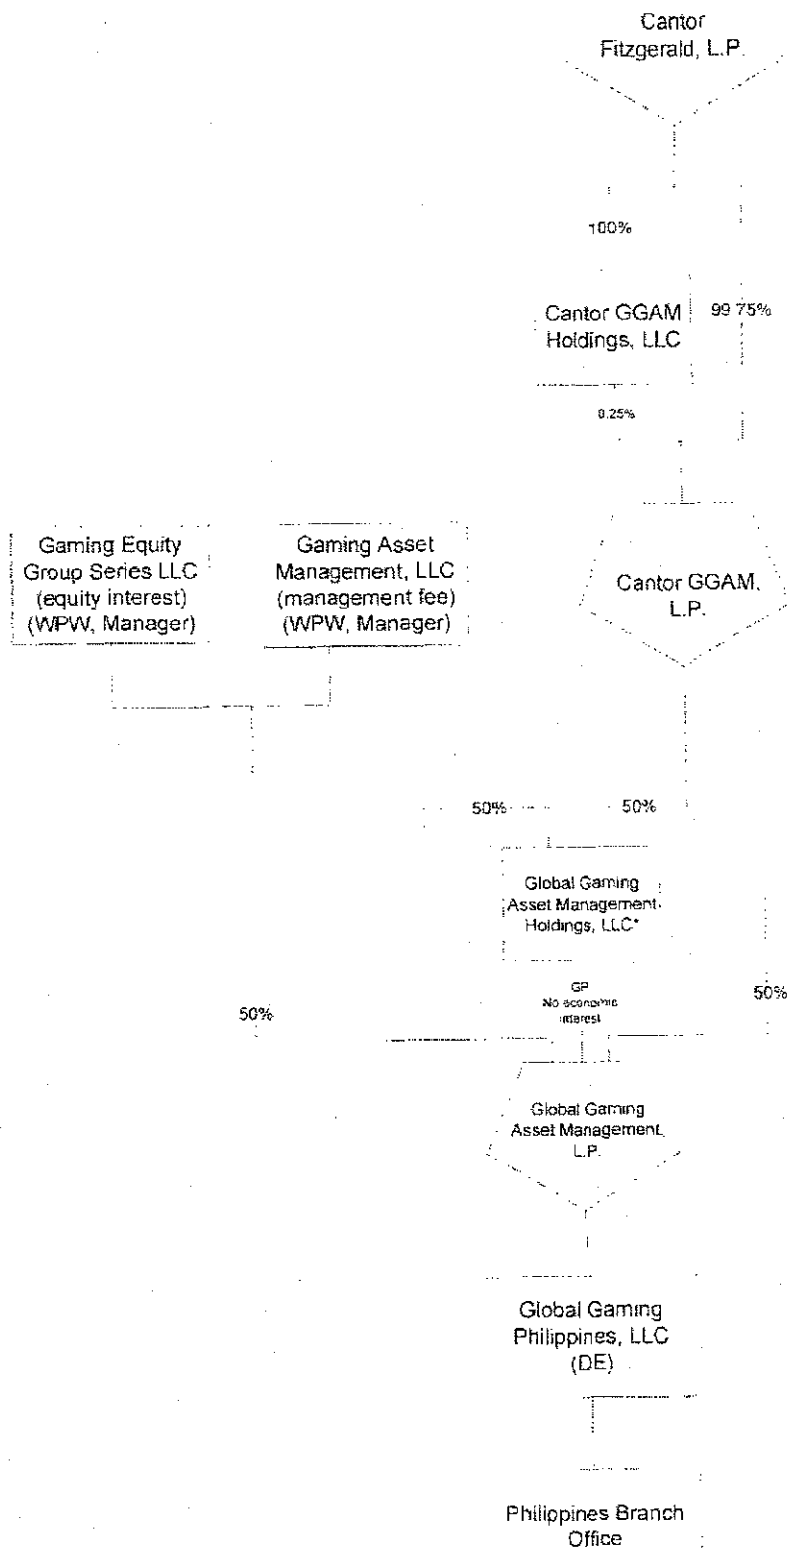 Cantor
Fitzgerald, L.P.
100%
Cantor GGAM
Holdings, LLC
99 75%
0.25%
Gaming Equity
Group Series LLC
(equity interest)
(WPW, Manager)
Gaming Asset
Management, LLC
(management fee)
(WPW, Manager)
Cantor GGAM,
L.P.
50%
50%
Global Gaming
Asset Management
Holdings, LLC*
GP
No economic
interest
50%
50%
Global Gaming
Asset Management,
L.P.
Global Gaming
Philippines, LLC
(DE)
Philippines Branch
Office